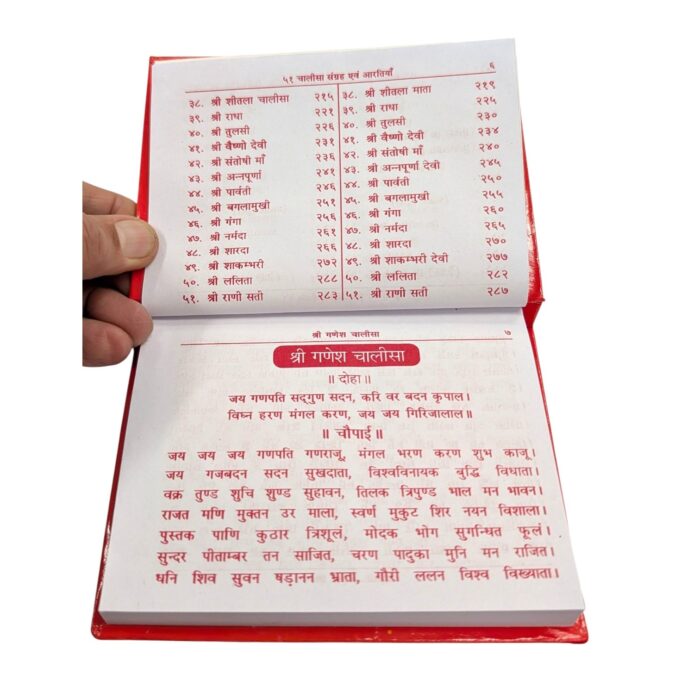 ५१ चालीसा संग्रह एवं आरतियाँ ६
३८. श्री शीतला चालीसा २१५
३९. श्री राधा २२१
४०. श्री तुलसी २२६
४१. श्री वैष्णो देवी २३१
४२. श्री संतोषी माँ २३६
४३. श्री अन्नपूर्णा २४१
४४. श्री पार्वती २४६
४५. श्री बगलामुखी २५१
४६. श्री गंगा २५६
४७. श्री नर्मदा २६१
४८. श्री शारदा २६६
४९. श्री शाकम्भरी २७२
५०. श्री ललिता २८८
५१. श्री राणी सती २८३
३८. श्री शीतला माता २१९
३९. श्री राधा २२५
४०. श्री तुलसी २३०
४१. श्री वैष्णो देवी २३४
४२. श्री संतोषी माँ २४०
४३. श्री अन्नपूर्णा देवी २४५
४४. श्री पार्वती २५०
४५. श्री बगलामुखी २५५
४६. श्री गंगा २६०
४७. श्री नर्मदा २६५
४८. श्री शारदा २७०
४९. श्री शाकम्भरी देवी २७७
५०. श्री ललिता २८२
५१. श्री राणी सती २८७
श्री गणेश चालीसा ७
श्री गणेश चालीसा
॥ दोहा ॥
जय गणपति सद्गुण सदन, करि वर बदन कृपाल।
विघ्न हरण मंगल करण, जय जय गिरिजालाल॥
॥ चौपाई ॥
जय जय जय गणपति गणराजू, मंगल भरण करण शुभ काजू।
जय गजबदन सदन सुखदाता, विश्वविनायक बुद्धि विधाता।
वक्र तुण्ड शुचि शुण्ड सुहावन, तिलक त्रिपुण्ड भाल मन भावन।
राजत मणि मुक्तन उर माला, स्वर्ण मुकुट शिर नयन विशाला।
पुस्तक पाणि कुठार त्रिशूलं, मोदक भोग सुगन्धित फूलं।
सुन्दर पीताम्बर तन साजित, चरण पादुका मुनि मन राजित।
धनि शिव सुवन षड़ानन भ्राता, गौरी ललन विश्व विख्याता।